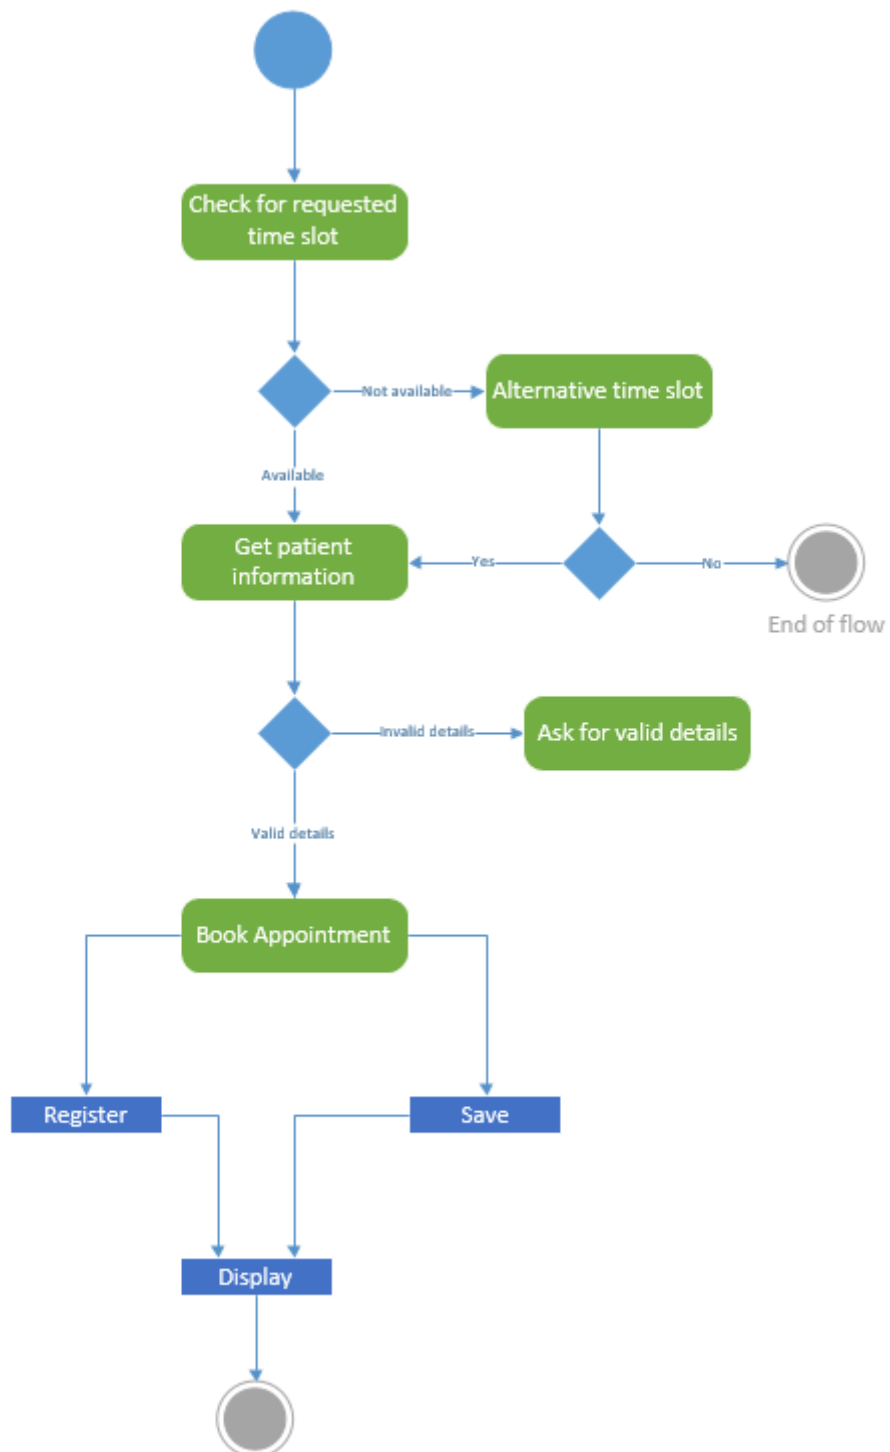 Check for requested
time slot
Not available
Alternative time slot
Available
Get patient
information
Yes
No
End of flow
Invalid details
Ask for valid details
Valid details
Book Appointment
Register
Save
Display